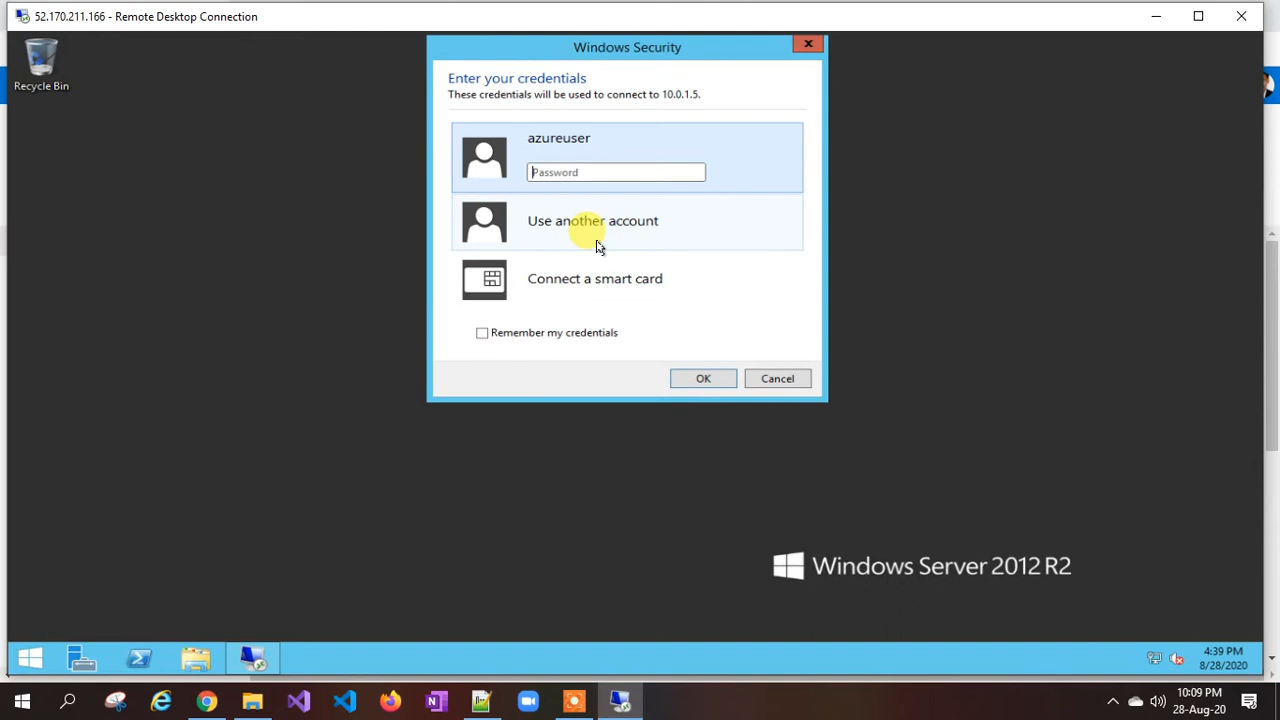 52.170.211.166 - Remote Desktop Connection
Recycle Bin
Windows Security
Enter your credentials
These credentials will be used to connect to 10.0.1.5.
azureuser
Password
Use another account
Connect a smart card
Remember my credentials
OK
Cancel
Windows Server 2012 R2
4:39 PM
8/28/2020
10:09 PM
28-Aug-20